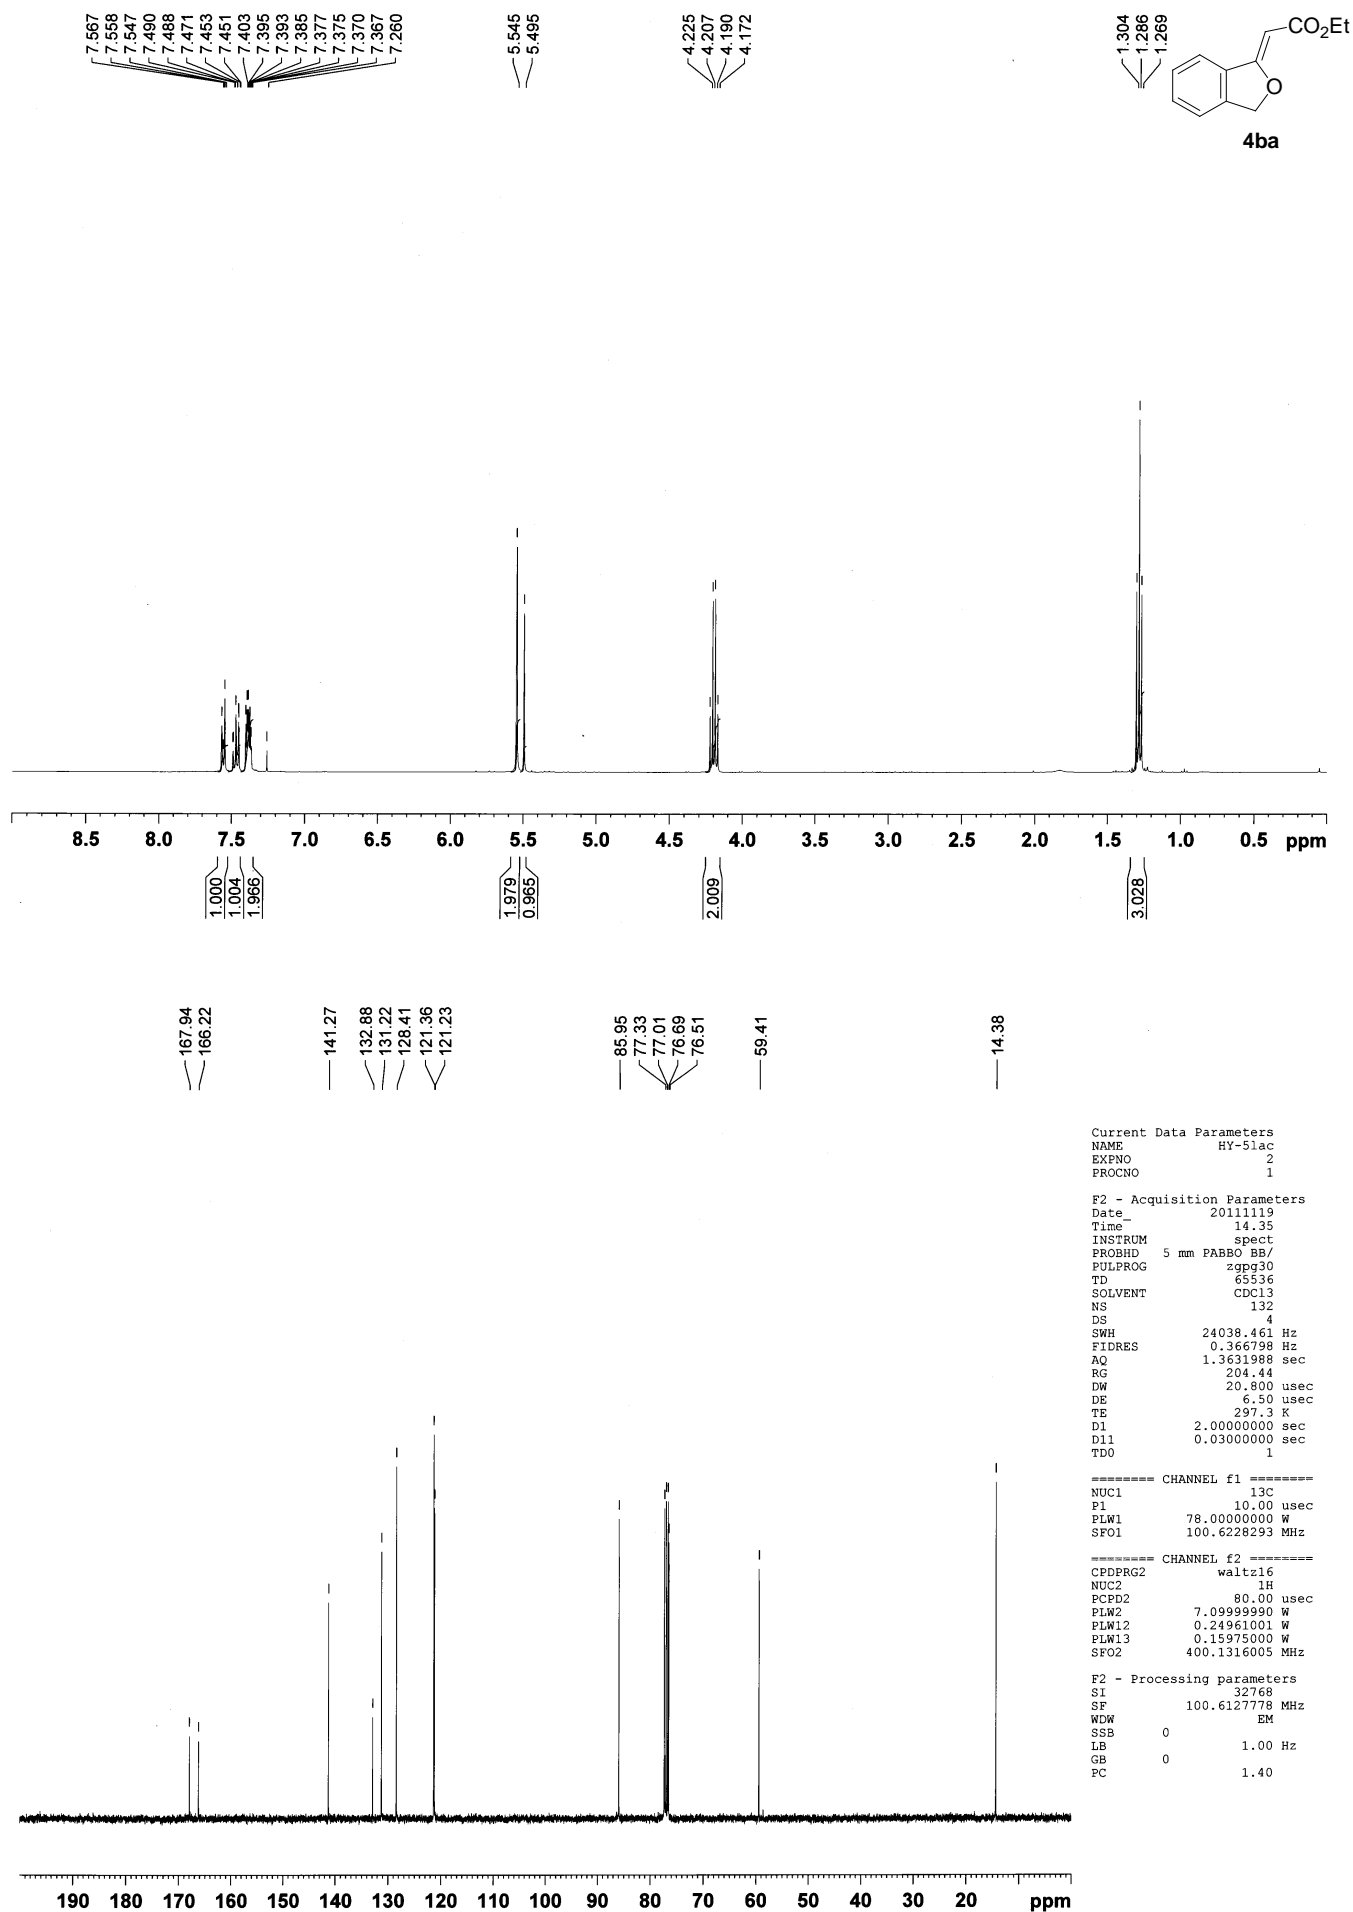 7.567
7.558
7.547
7.490
7.488
7.471
7.453
7.451
7.403
7.395
7.393
7.385
7.377
7.375
7.370
7.367
7.260
5.545
5.495
4.225
4.207
4.190
4.172
1.304
1.286
1.269
CO2Et
O
4ba
8.5 8.0 7.5 7.0 6.5 6.0 5.5 5.0 4.5 4.0 3.5 3.0 2.5 2.0 1.5 1.0 0.5 ppm
1.000
1.004
1.966
1.979
0.965
2.009
3.028
167.94
166.22
141.27
132.88
131.22
128.41
121.36
121.23
85.95
77.33
77.01
76.69
76.51
59.41
14.38
Current Data Parameters
NAME HY-51ac
EXPNO 2
PROCNO 1
F2 - Acquisition Parameters
Date_ 20111119
Time 14.35
INSTRUM spect
PROBHD 5 mm PABBO BB/
PULPROG zgpg30
TD 65536
SOLVENT CDCl3
NS 132
DS 4
SWH 24038.461 Hz
FIDRES 0.366798 Hz
AQ 1.3631988 sec
RG 204.44
DW 20.800 usec
DE 6.50 usec
TE 297.3 K
D1 2.00000000 sec
D11 0.03000000 sec
TD0 1
======== CHANNEL f1 ========
NUC1 13C
P1 10.00 usec
PLW1 78.00000000 W
SFO1 100.6228293 MHz
======== CHANNEL f2 ========
CPDPRG2 waltz16
NUC2 1H
PCPD2 80.00 usec
PLW2 7.09999990 W
PLW12 0.24961001 W
PLW13 0.15975000 W
SFO2 400.1316005 MHz
F2 - Processing parameters
SI 32768
SF 100.6127778 MHz
WDW EM
SSB 0
LB 1.00 Hz
GB 0
PC 1.40
190 180 170 160 150 140 130 120 110 100 90 80 70 60 50 40 30 20 ppm